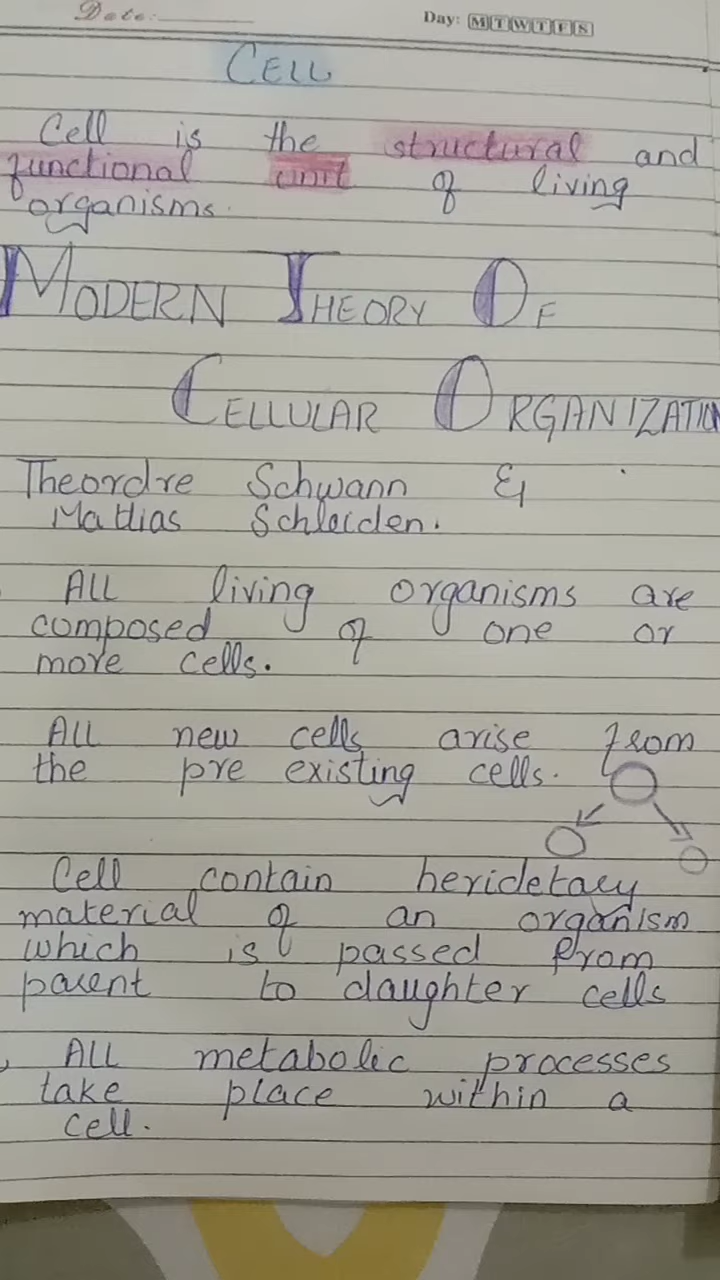 Date:
Day: M T W T F S
CELL
Cell is the structural and
functional unit of living
organisms.
MODERN THEORY OF
CELLULAR ORGANIZATION
Theordre Schwann &
Mattias Schleiden.
All living organisms are
composed of one or
more cells.
All new cells arise from
the pre existing cells.
Cell contain heridetary
material of an organism
which is passed from
parent to daughter cells
All metabolic processes
take place within a
cell.